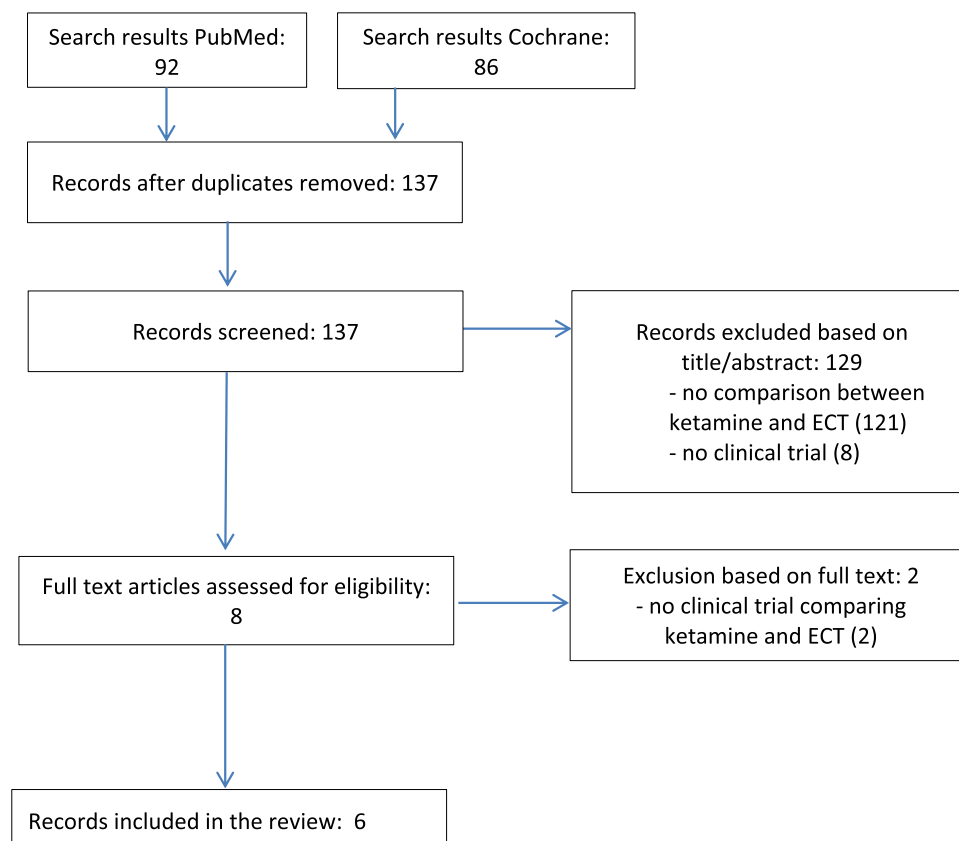 Search results PubMed:
92
Search results Cochrane:
86
Records after duplicates removed: 137
Records screened: 137
Records excluded based on
title/abstract: 129
- no comparison between
ketamine and ECT (121)
- no clinical trial (8)
Full text articles assessed for eligibility:
8
Exclusion based on full text: 2
- no clinical trial comparing
ketamine and ECT (2)
Records included in the review: 6